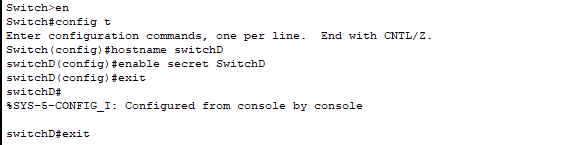 Switch>en
Switch#config t
Enter configuration commands, one per line.  End with CNTL/Z.
Switch(config)#hostname switchD
switchD(config)#enable secret SwitchD
switchD(config)#exit
switchD#
%SYS-5-CONFIG_I: Configured from console by console
switchD#exit